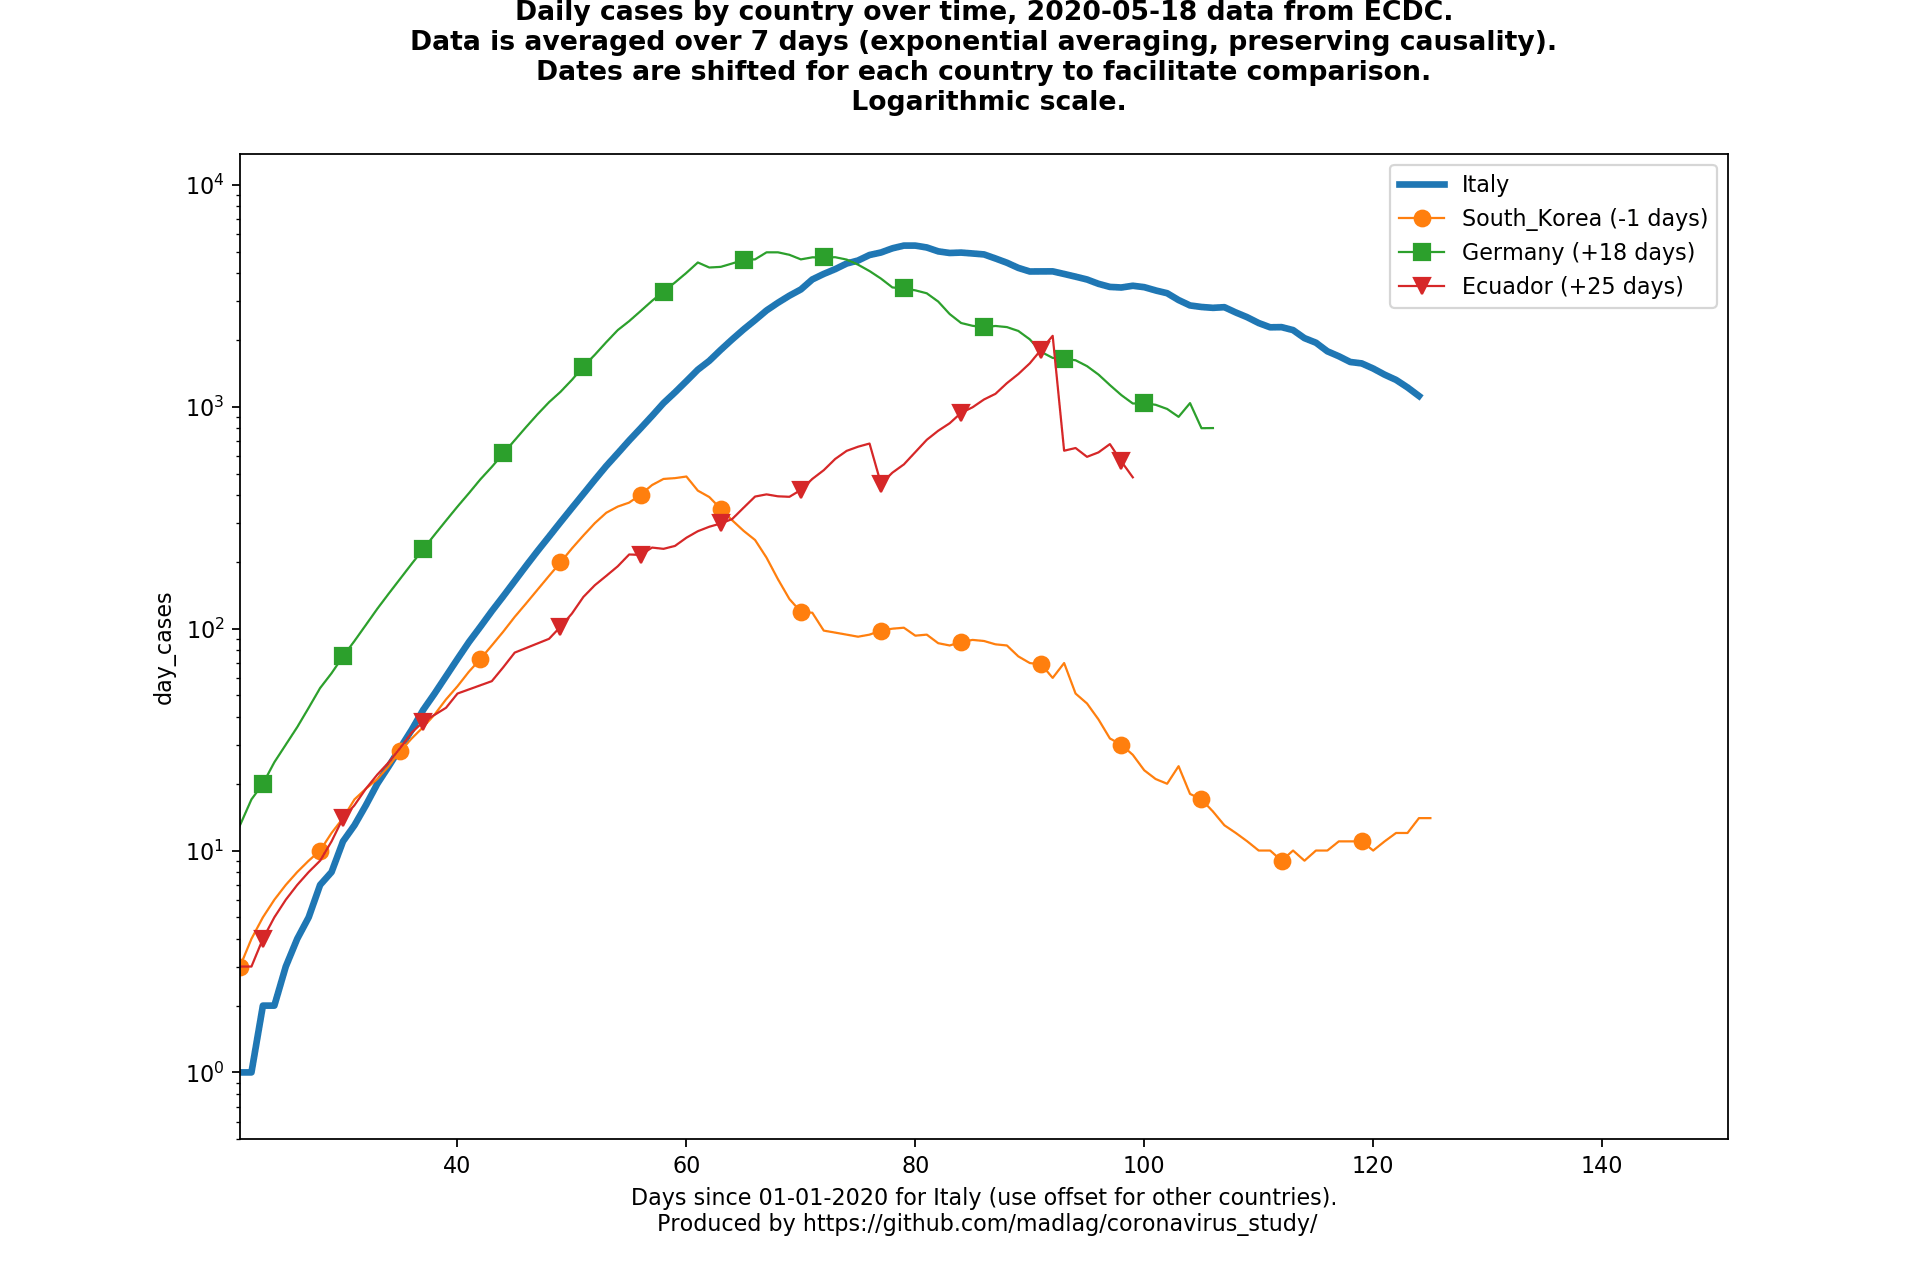 Daily cases by country over time, 2020-05-18 data from ECDC.
Data is averaged over 7 days (exponential averaging, preserving causality).
Dates are shifted for each country to facilitate comparison.
Logarithmic scale.
Italy
South_Korea (-1 days)
Germany (+18 days)
Ecuador (+25 days)
10⁴
10³
10²
10¹
10⁰
day_cases
40 60 80 100 120 140
Days since 01-01-2020 for Italy (use offset for other countries).
Produced by https://github.com/madlag/coronavirus_study/